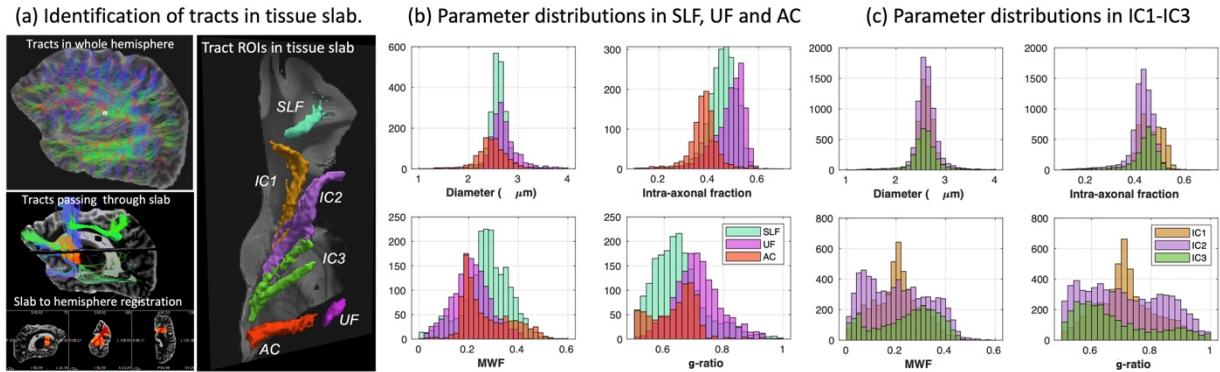 (a) Identification of tracts in tissue slab.
Tracts in whole hemisphere
Tracts passing through slab
Slab to hemisphere registration
Tract ROIs in tissue slab
SLF
IC1
IC2
IC3
UF
AC
(b) Parameter distributions in SLF, UF and AC
600
400
200
0
1
2
3
4
Diameter ( μm)
300
200
100
0
0.2
0.4
0.6
Intra-axonal fraction
250
200
150
100
50
0
0
0.2
0.4
0.6
MWF
250
200
150
100
50
0
0.6
0.8
1
g-ratio
SLF
UF
AC
(c) Parameter distributions in IC1-IC3
2000
1500
1000
500
0
1
2
3
4
Diameter ( μm)
2000
1500
1000
500
0
0.2
0.4
0.6
Intra-axonal fraction
800
600
400
200
0
0
0.2
0.4
0.6
MWF
800
600
400
200
0
0.6
0.8
1
g-ratio
IC1
IC2
IC3